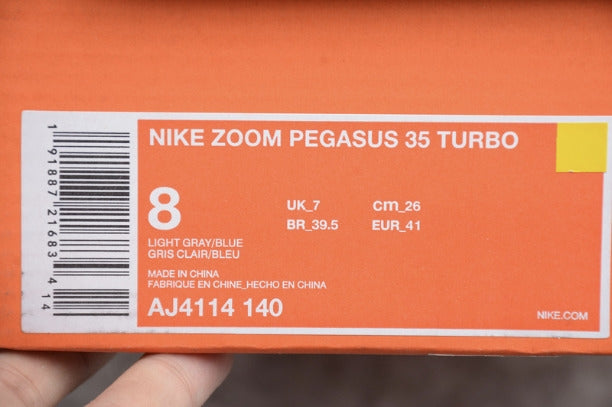 NIKE ZOOM PEGASUS 35 TURBO
8
UK_7 cm_26
BR_39.5 EUR_41
LIGHT GRAY/BLUE
GRIS CLAIR/BLEU
MADE IN CHINA
FABRIQUE EN CHINE_HECHO EN CHINA
AJ4114 140
NIKE.COM
1 91887 21683 4 14